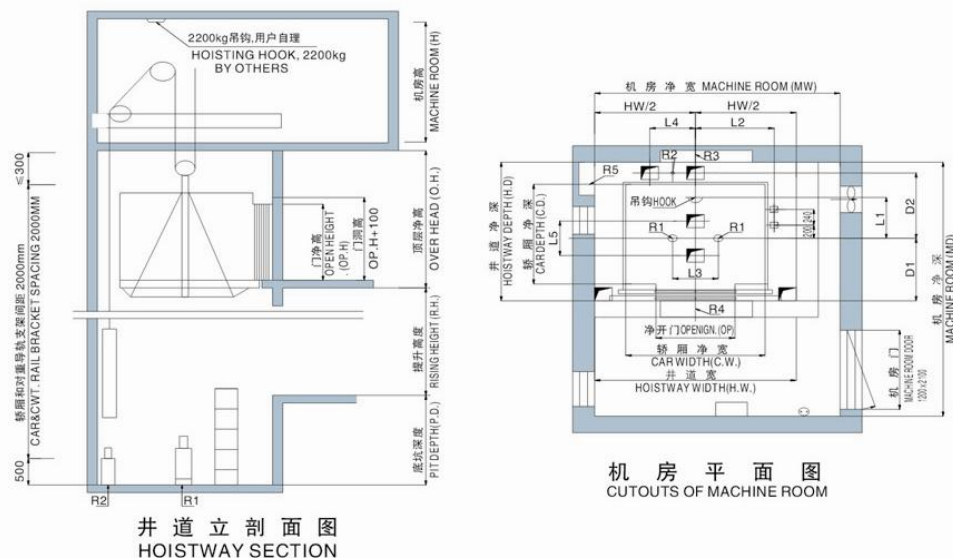 2200kg吊钩,用户自理
HOISTING HOOK, 2200kg
BY OTHERS
机房高
MACHINE ROOM (H)
≤300
轿厢和对重导轨支架间距 2000mm
CAR&CWT. RAIL BRACKET SPACING 2000MM
500
门净高
OPEN HEIGHT
(OP.H)
门洞高
OP.H+100
顶层净高
OVER HEAD (O.H.)
提升高度
RISING HEIGHT (R.H.)
底坑深度
PIT DEPTH(P.D.)
R2
R1
井道立剖面图
HOISTWAY SECTION
机房净宽 MACHINE ROOM (MW)
HW/2
HW/2
L4
L2
R2
R3
R5
井道净深
HOISTWAY DEPTH (H.D)
轿厢净深
CAR DEPTH (C.D.)
吊钩HOOK
L5
R1
R1
L3
200
240
L1
D2
D1
R4
净开门OPENIGN.(OP)
轿厢净宽
CAR WIDTH(C.W.)
井道宽
HOISTWAY WIDTH(H.W.)
机房门
MACHINE ROOM DOOR
1200×2100
机房净深
MACHINE ROOM (MD)
机房平面图
CUTOUTS OF MACHINE ROOM